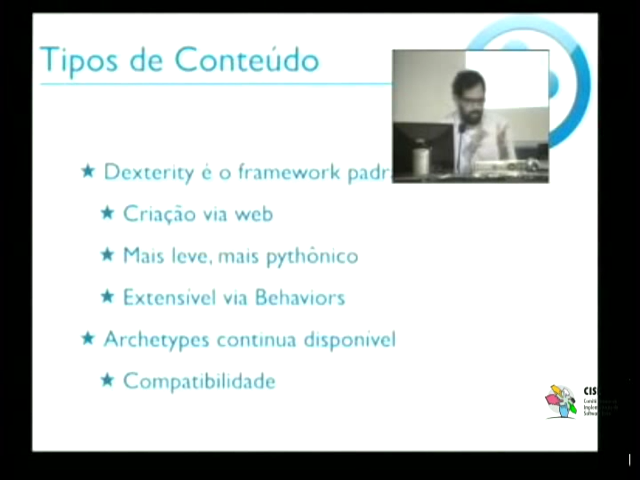 Tipos de Conteúdo
Dexterity é o framework
Criação via web
Mais leve, mais pythônico
Extensível via Behaviors
Archetypes continua disponível
Compatibilidade